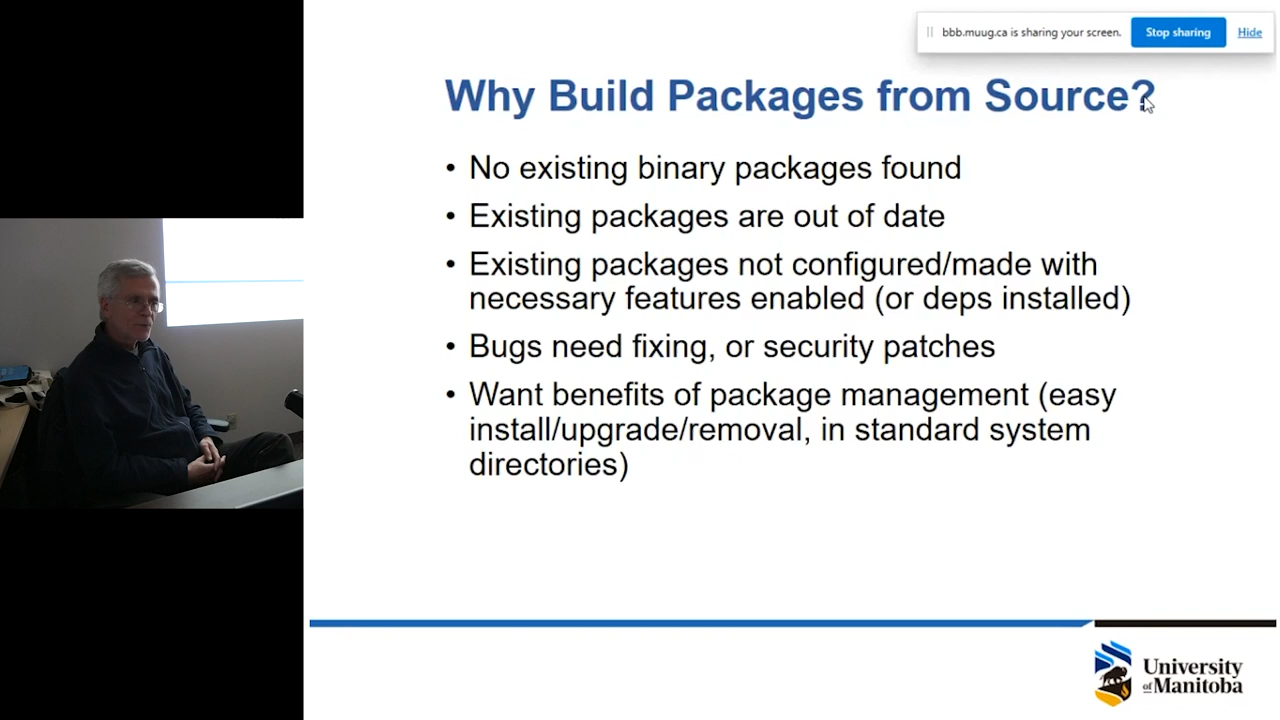 bbb.muug.ca is sharing your screen.
Stop sharing
Hide
Why Build Packages from Source?
• No existing binary packages found
• Existing packages are out of date
• Existing packages not configured/made with
necessary features enabled (or deps installed)
• Bugs need fixing, or security patches
• Want benefits of package management (easy
install/upgrade/removal, in standard system
directories)
University
of Manitoba